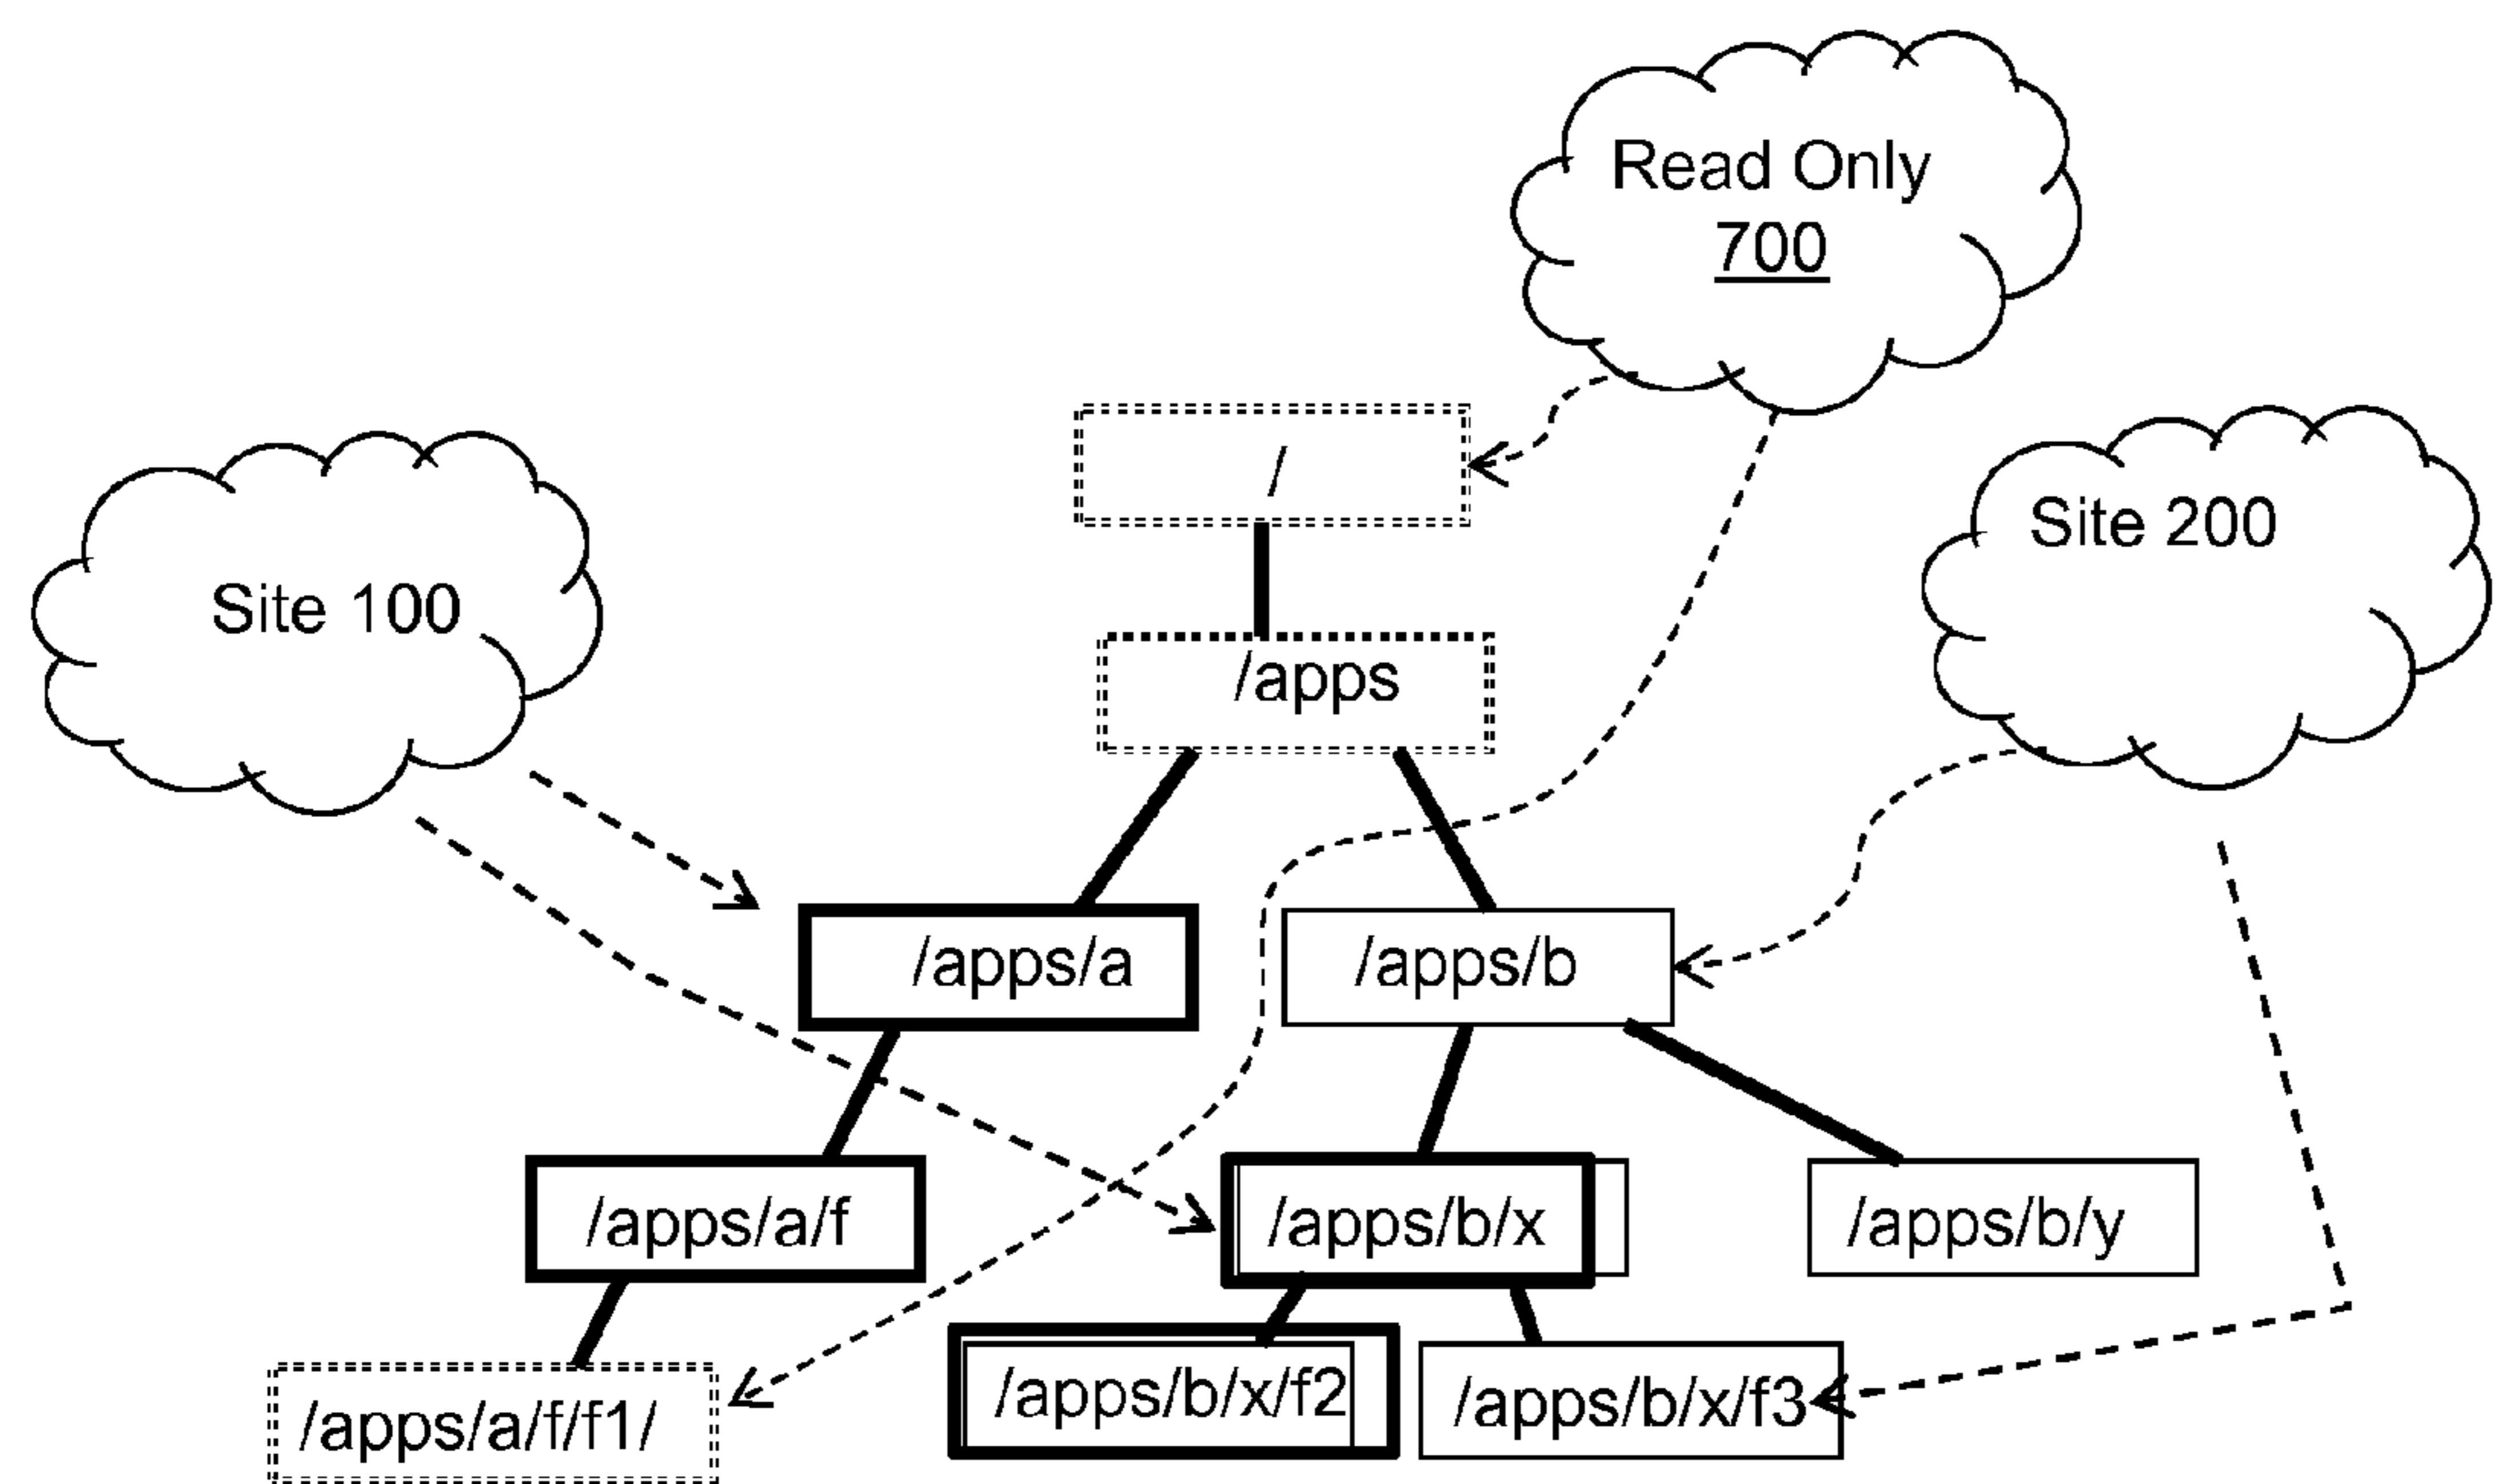 Read Only
700
/
Site 200
Site 100
/apps
/apps/a
/apps/b
/apps/a/f
/apps/b/x
/apps/b/y
/apps/a/f/f1/
/apps/b/x/f2
/apps/b/x/f3